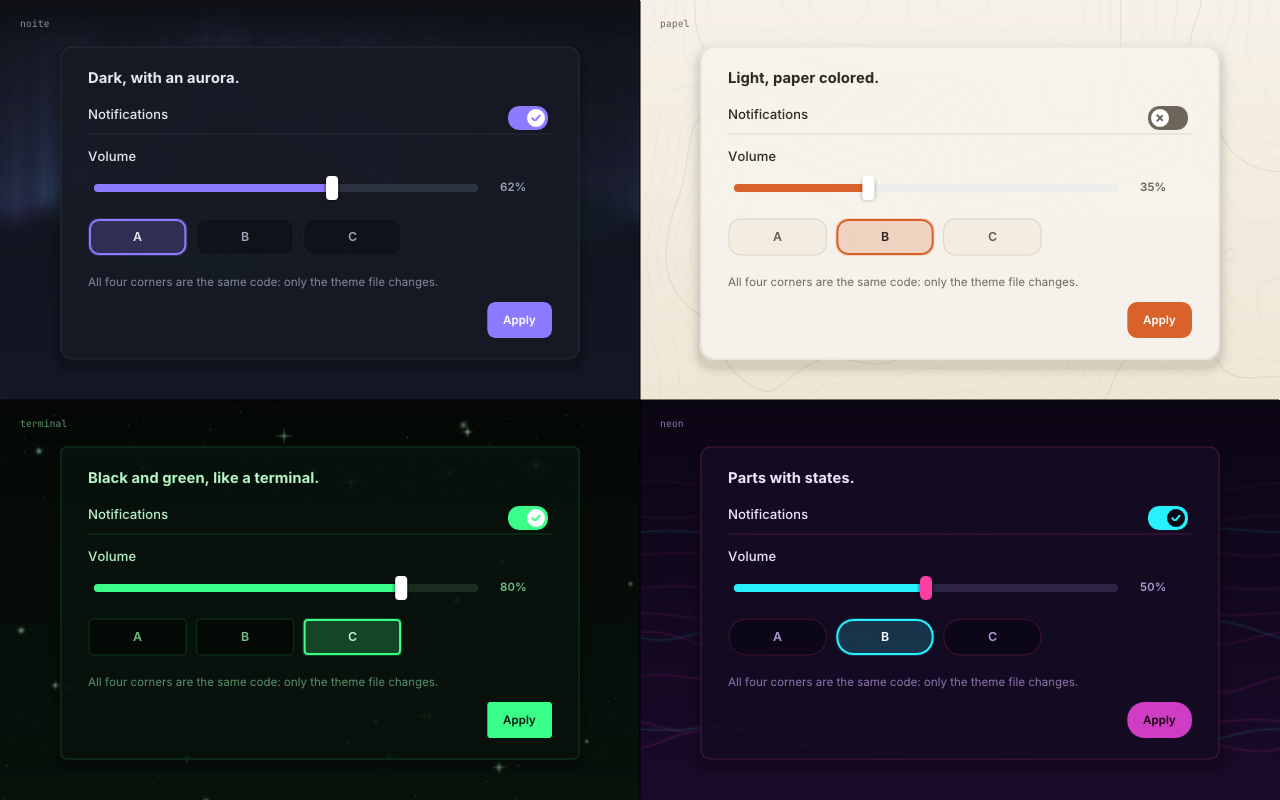 noite
Dark, with an aurora.
Notifications
Volume
62%
A B C
All four corners are the same code: only the theme file changes.
Apply
papel
Light, paper colored.
Notifications
Volume
35%
A B C
All four corners are the same code: only the theme file changes.
Apply
terminal
Black and green, like a terminal.
Notifications
Volume
80%
A B C
All four corners are the same code: only the theme file changes.
Apply
neon
Parts with states.
Notifications
Volume
50%
A B C
All four corners are the same code: only the theme file changes.
Apply